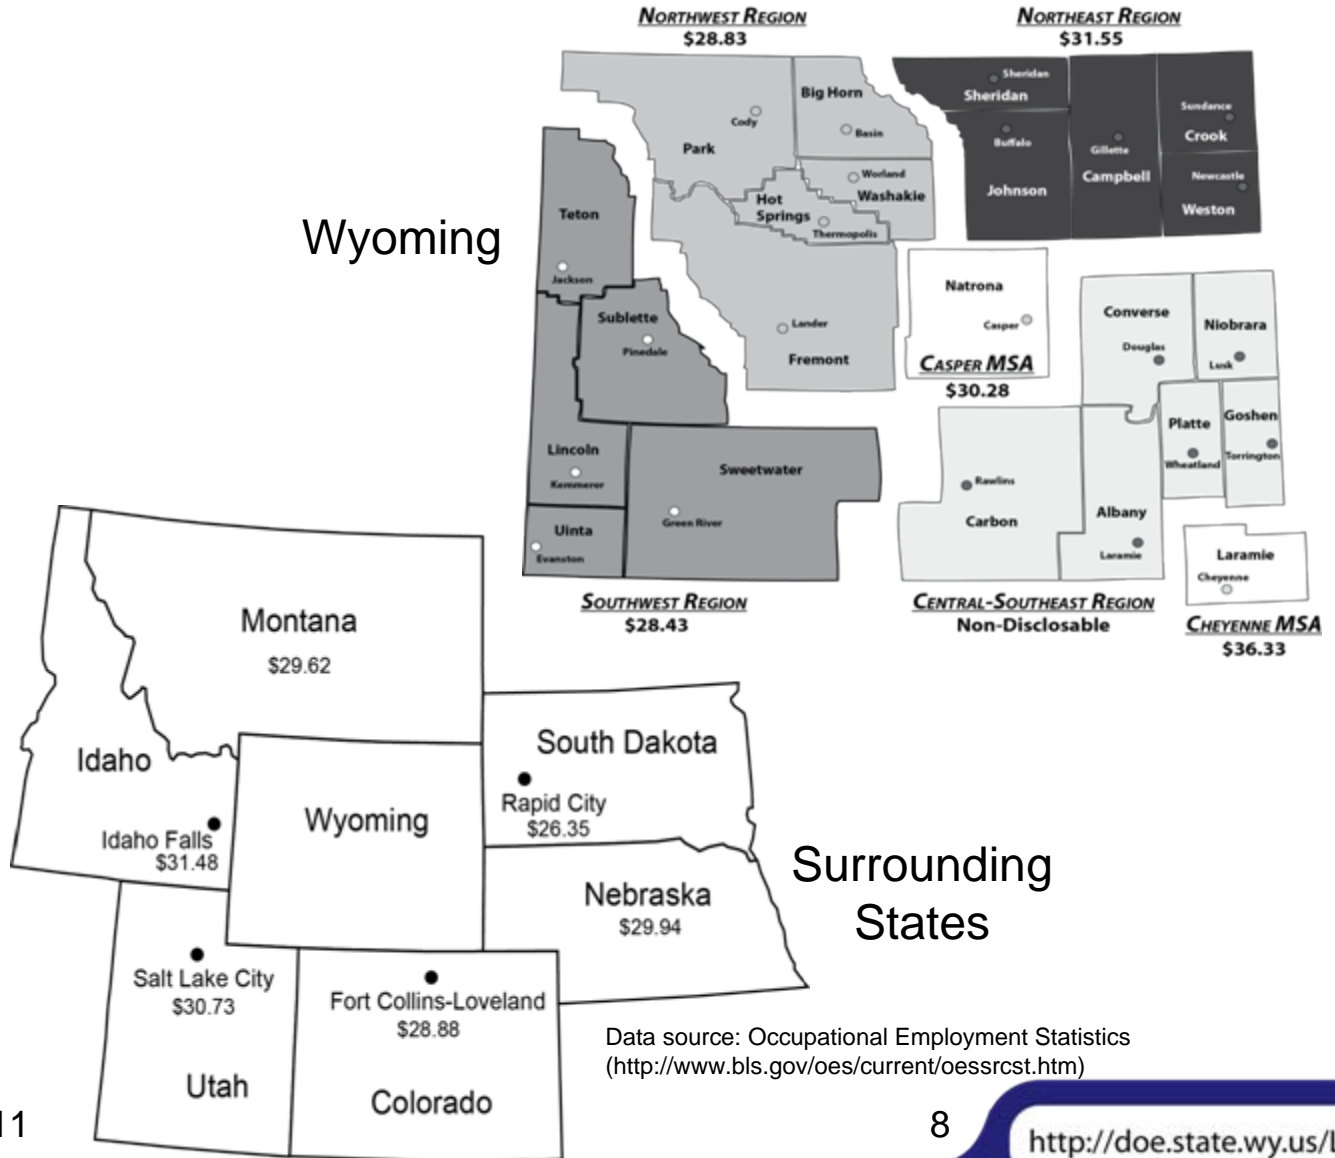 NORTHWEST REGION
$28.83
NORTHEAST REGION
$31.55
Wyoming
Park
Cody
Big Horn
Basin
Worland
Washakie
Hot
Springs
Thermopolis
Lander
Fremont
Sheridan
Sheridan
Buffalo
Johnson
Gillette
Campbell
Sundance
Crook
Newcastle
Weston
Teton
Jackson
Sublette
Pinedale
Lincoln
Kemmerer
Uinta
Evanston
Sweetwater
Green River
SOUTHWEST REGION
$28.43
Natrona
Casper
CASPER MSA
$30.28
Converse
Douglas
Niobrara
Lusk
Platte
Wheatland
Goshen
Torrington
Rawlins
Carbon
Albany
Laramie
CENTRAL-SOUTHEAST REGION
Non-Disclosable
Laramie
Cheyenne
CHEYENNE MSA
$36.33
Montana
$29.62
Idaho
Idaho Falls
$31.48
Wyoming
South Dakota
Rapid City
$26.35
Nebraska
$29.94
Surrounding
States
Salt Lake City
$30.73
Utah
Fort Collins-Loveland
$28.88
Colorado
Data source: Occupational Employment Statistics
(http://www.bls.gov/oes/current/oessrcst.htm)
11
8
http://doe.state.wy.us/